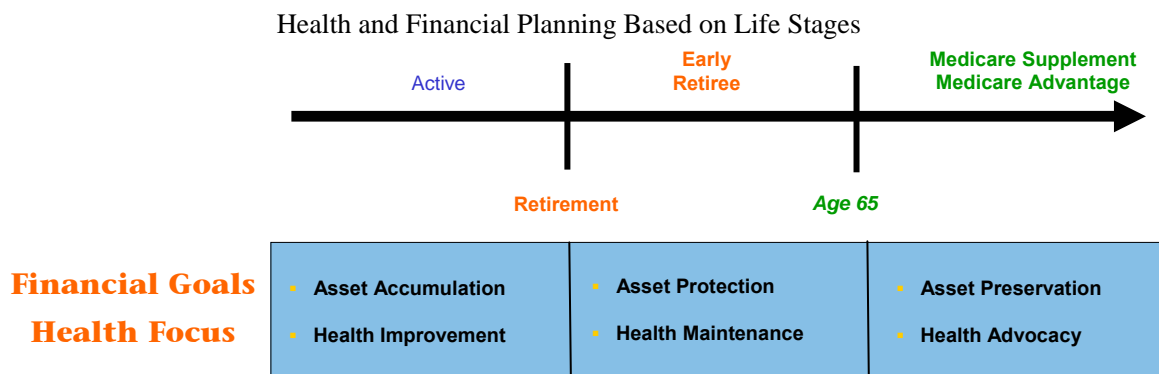 Health and Financial Planning Based on Life Stages
Active
Early
Retiree
Medicare Supplement
Medicare Advantage
Retirement
Age 65
Financial Goals
Health Focus
Asset Accumulation
Health Improvement
Asset Protection
Health Maintenance
Asset Preservation
Health Advocacy